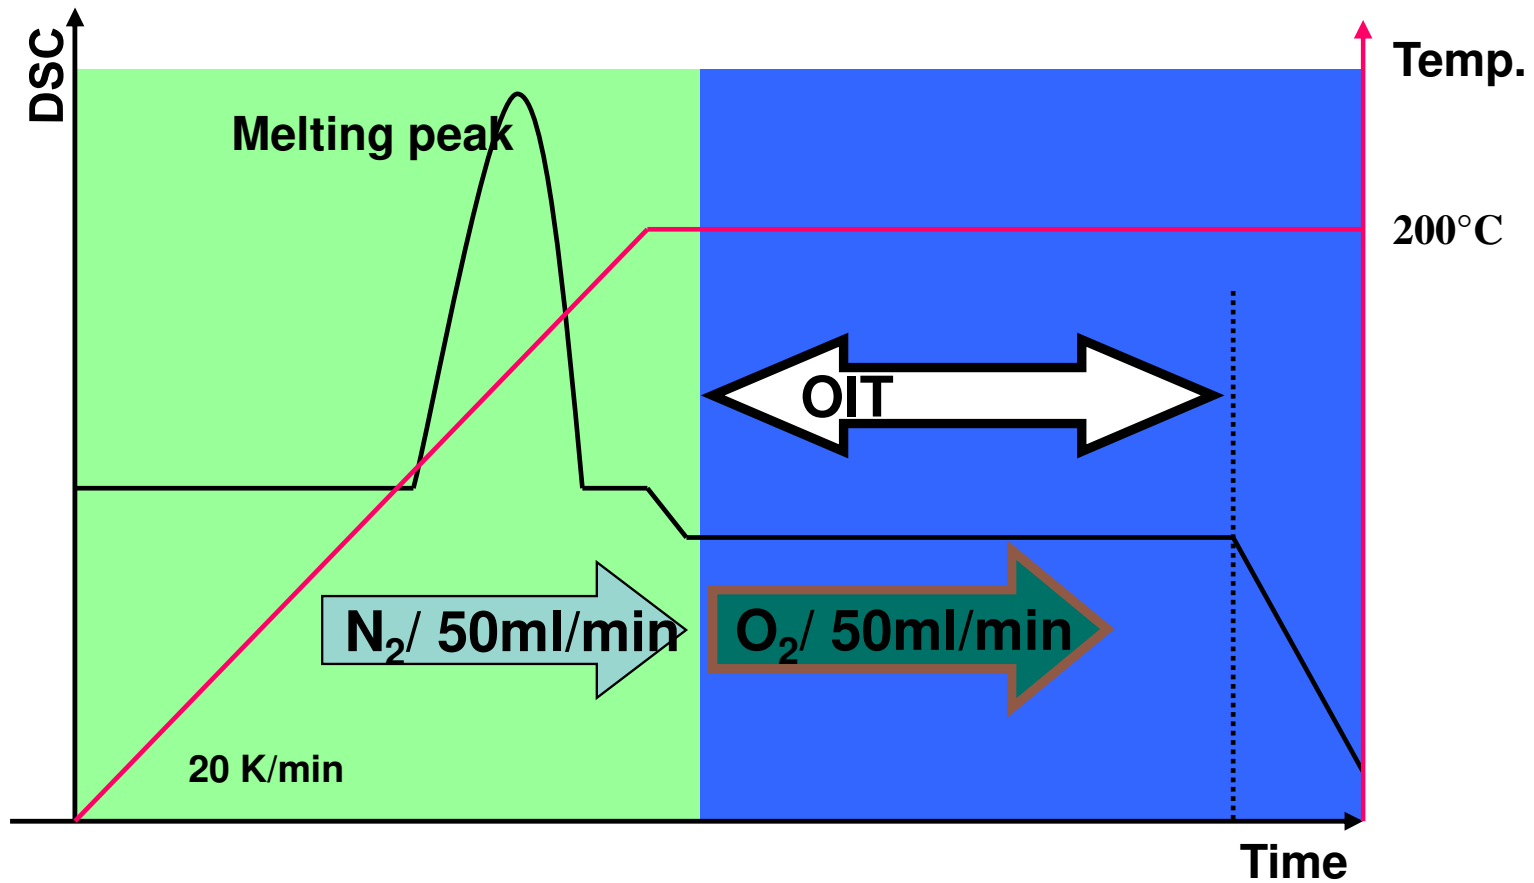 DSC
Temp.
Melting peak
200°C
OIT
N₂/ 50ml/min
O₂/ 50ml/min
20 K/min
Time